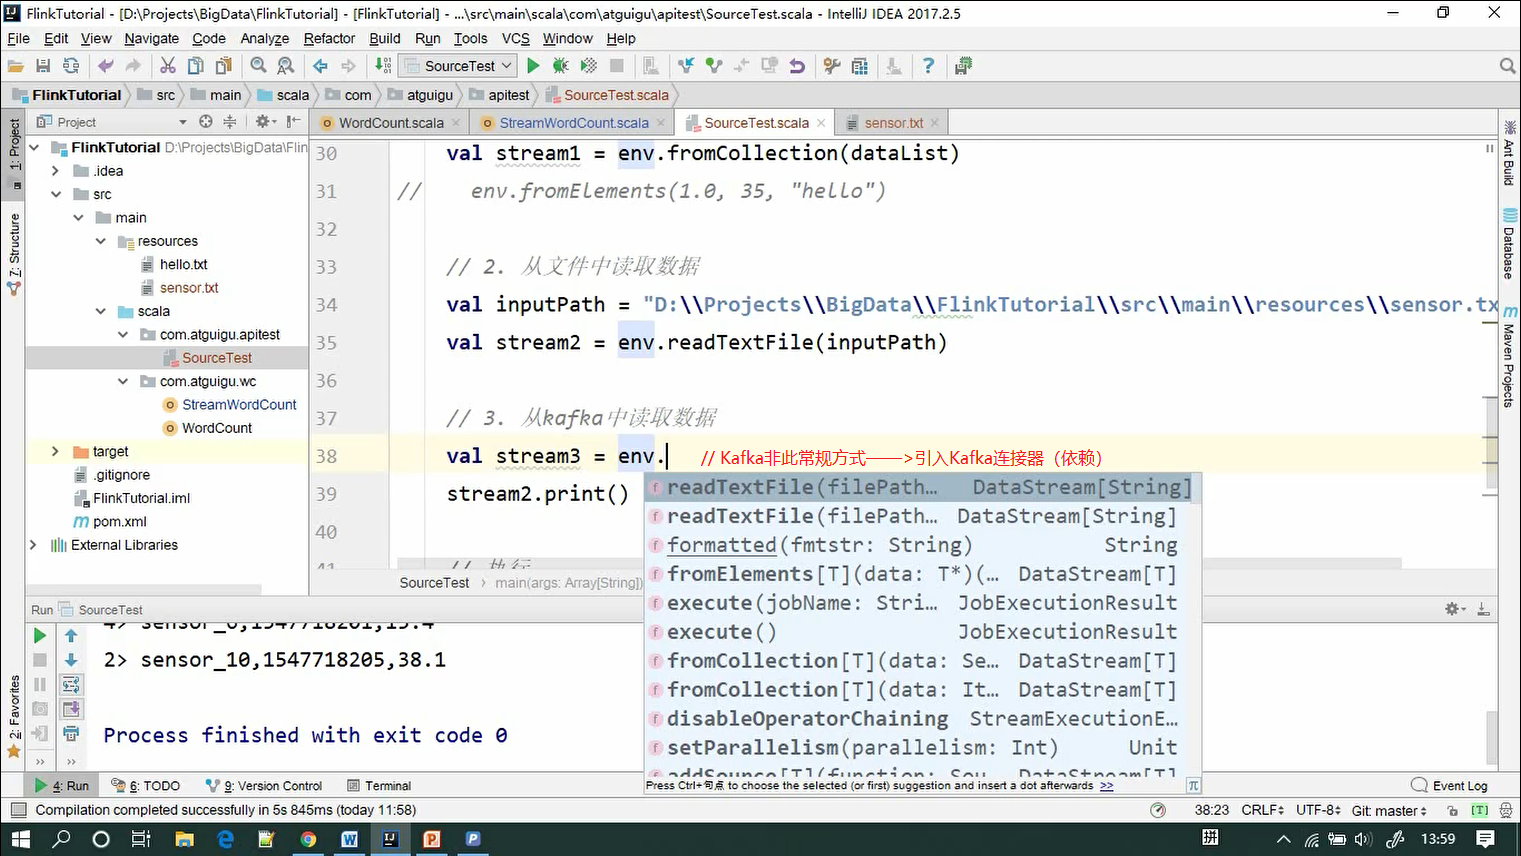 FlinkTutorial - [D:\Projects\BigData\FlinkTutorial] - [FlinkTutorial] - ...\src\main\scala\com\atguigu\apitest\SourceTest.scala - IntelliJ IDEA 2017.2.5
File Edit View Navigate Code Analyze Refactor Build Run Tools VCS Window Help
SourceTest
FlinkTutorial src main scala com atguigu apitest SourceTest.scala
Project
WordCount.scala StreamWordCount.scala SourceTest.scala sensor.txt
1: Project
7: Structure
2: Favorites
FlinkTutorial D:\Projects\BigData\Flin
.idea
src
main
resources
hello.txt
sensor.txt
scala
com.atguigu.apitest
SourceTest
com.atguigu.wc
StreamWordCount
WordCount
target
.gitignore
FlinkTutorial.iml
pom.xml
External Libraries
30 val stream1 = env.fromCollection(dataList)
31 // env.fromElements(1.0, 35, "hello")
32
33 // 2. 从文件中读取数据
34 val inputPath = "D:\\Projects\\BigData\\FlinkTutorial\\src\\main\\resources\\sensor.tx
35 val stream2 = env.readTextFile(inputPath)
36
37 // 3. 从kafka中读取数据
38 val stream3 = env. // Kafka非此常规方式——>引入Kafka连接器（依赖）
39 stream2.print()
40
41 // 执行
readTextFile(filePath… DataStream[String]
readTextFile(filePath… DataStream[String]
formatted(fmtstr: String) String
fromElements[T](data: T*)(… DataStream[T]
execute(jobName: Stri… JobExecutionResult
execute() JobExecutionResult
fromCollection[T](data: Se… DataStream[T]
fromCollection[T](data: It… DataStream[T]
disableOperatorChaining StreamExecutionE…
setParallelism(parallelism: Int) Unit
addSource[T](function: Sou… DataStream[T]
Press Ctrl+句点 to choose the selected (or first) suggestion and insert a dot afterwards >> π
SourceTest main(args: Array[String])
Ant Build
Database
Maven Projects
Run SourceTest
4> sensor_6,1547718201,15.4
2> sensor_10,1547718205,38.1
Process finished with exit code 0
4: Run 6: TODO 9: Version Control Terminal Event Log
Compilation completed successfully in 5s 845ms (today 11:58) 38:23 CRLF UTF-8 Git: master [T]
拼 13:59